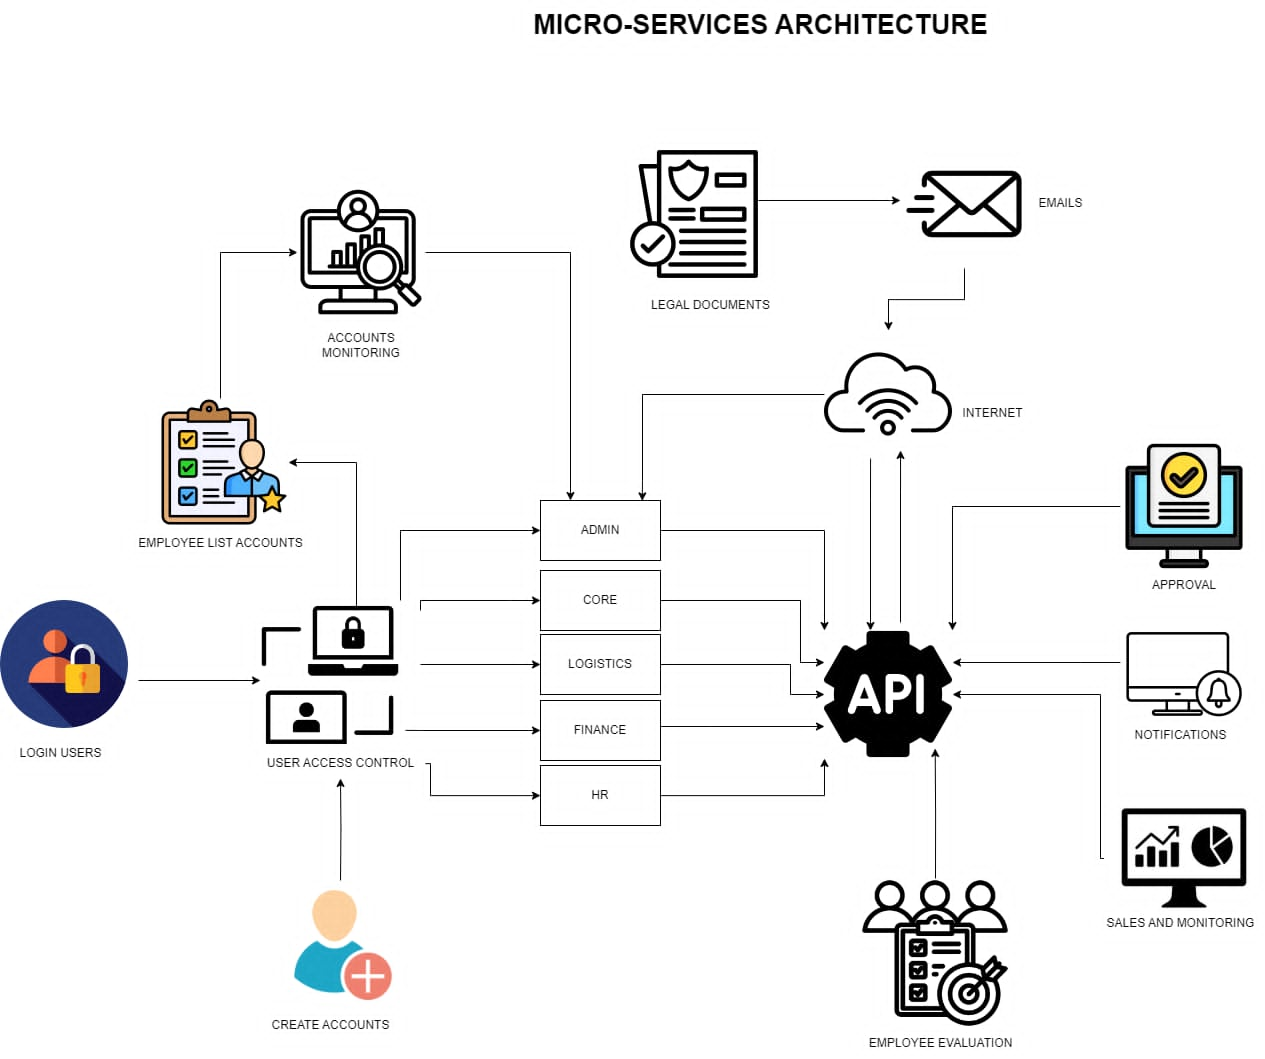 MICRO-SERVICES ARCHITECTURE
EMAILS
LEGAL DOCUMENTS
ACCOUNTS
MONITORING
INTERNET
EMPLOYEE LIST ACCOUNTS
ADMIN
APPROVAL
CORE
LOGISTICS
API
FINANCE
NOTIFICATIONS
LOGIN USERS
USER ACCESS CONTROL
HR
SALES AND MONITORING
CREATE ACCOUNTS
EMPLOYEE EVALUATION